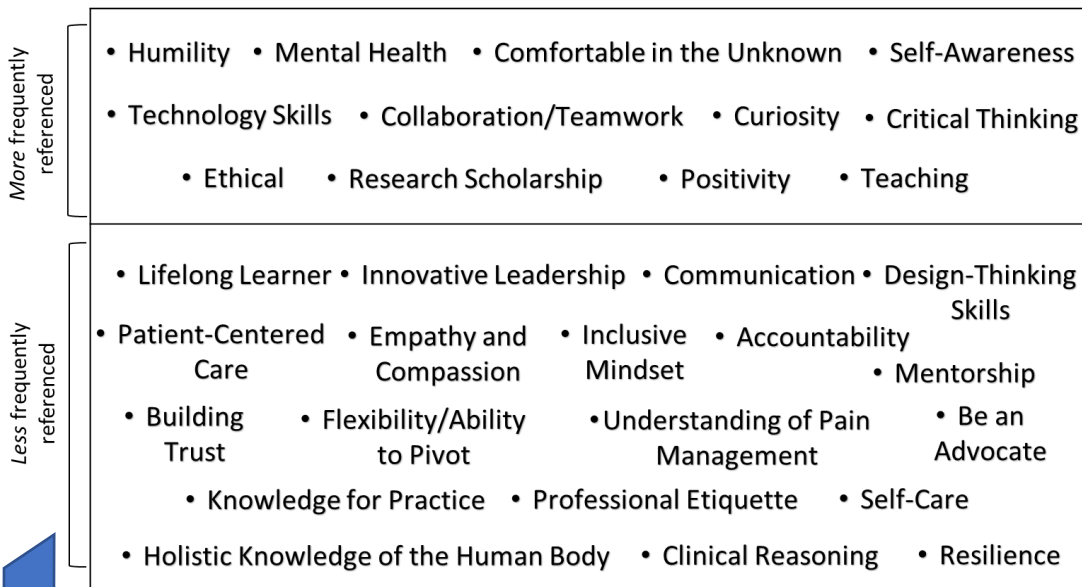 More frequently
referenced
• Humility • Mental Health • Comfortable in the Unknown • Self-Awareness
• Technology Skills • Collaboration/Teamwork • Curiosity • Critical Thinking
• Ethical • Research Scholarship • Positivity • Teaching
Less frequently
referenced
• Lifelong Learner • Innovative Leadership • Communication • Design-Thinking
Skills
• Patient-Centered
Care
• Empathy and
Compassion
• Inclusive
Mindset
• Accountability
• Mentorship
• Building
Trust
• Flexibility/Ability
to Pivot
• Understanding of Pain
Management
• Be an
Advocate
• Knowledge for Practice • Professional Etiquette • Self-Care
• Holistic Knowledge of the Human Body • Clinical Reasoning • Resilience